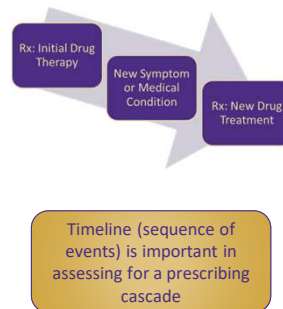 Rx: Initial Drug
Therapy
New Symptom
or Medical
Condition
Rx: New Drug
Treatment
Timeline (sequence of
events) is important in
assessing for a prescribing
cascade